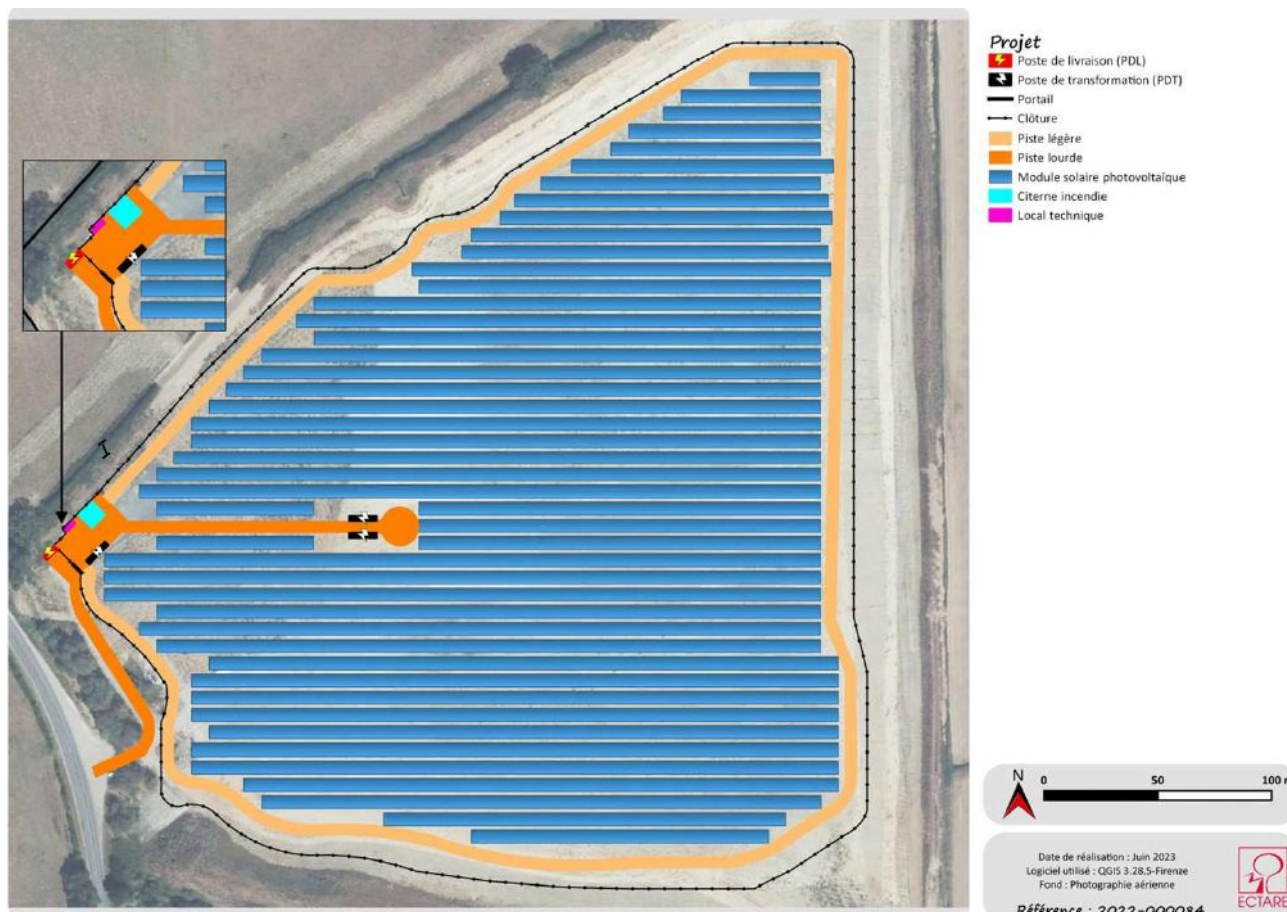 Projet
Poste de livraison (PDL)
Poste de transformation (PDT)
Portail
Clôture
Piste légère
Piste lourde
Module solaire photovoltaïque
Citerne incendie
Local technique
N
0 50 100 m
Date de réalisation : Juin 2023
Logiciel utilisé : QGIS 3.28.5-Firenze
Fond : Photographie aérienne
Référence : 2022-000084
ECTARE